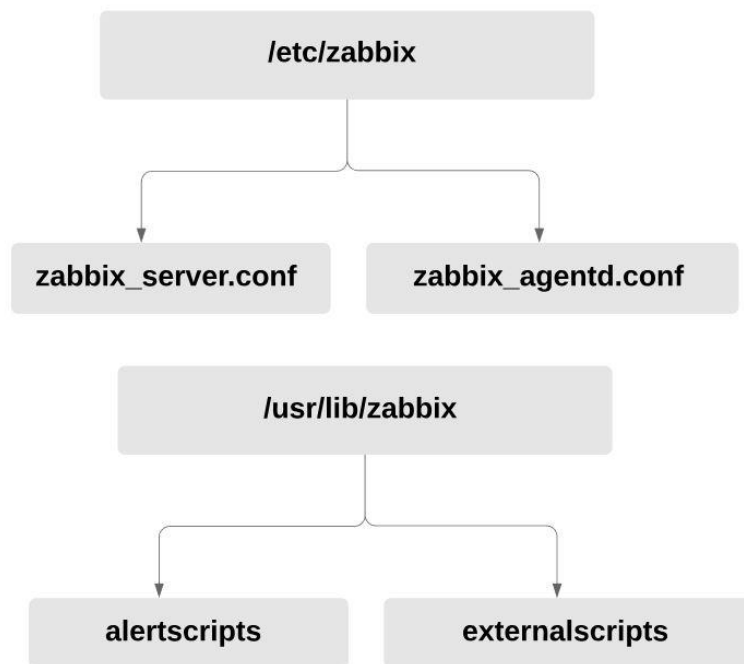 /etc/zabbix
zabbix_server.conf
zabbix_agentd.conf
/usr/lib/zabbix
alertscripts
externalscripts